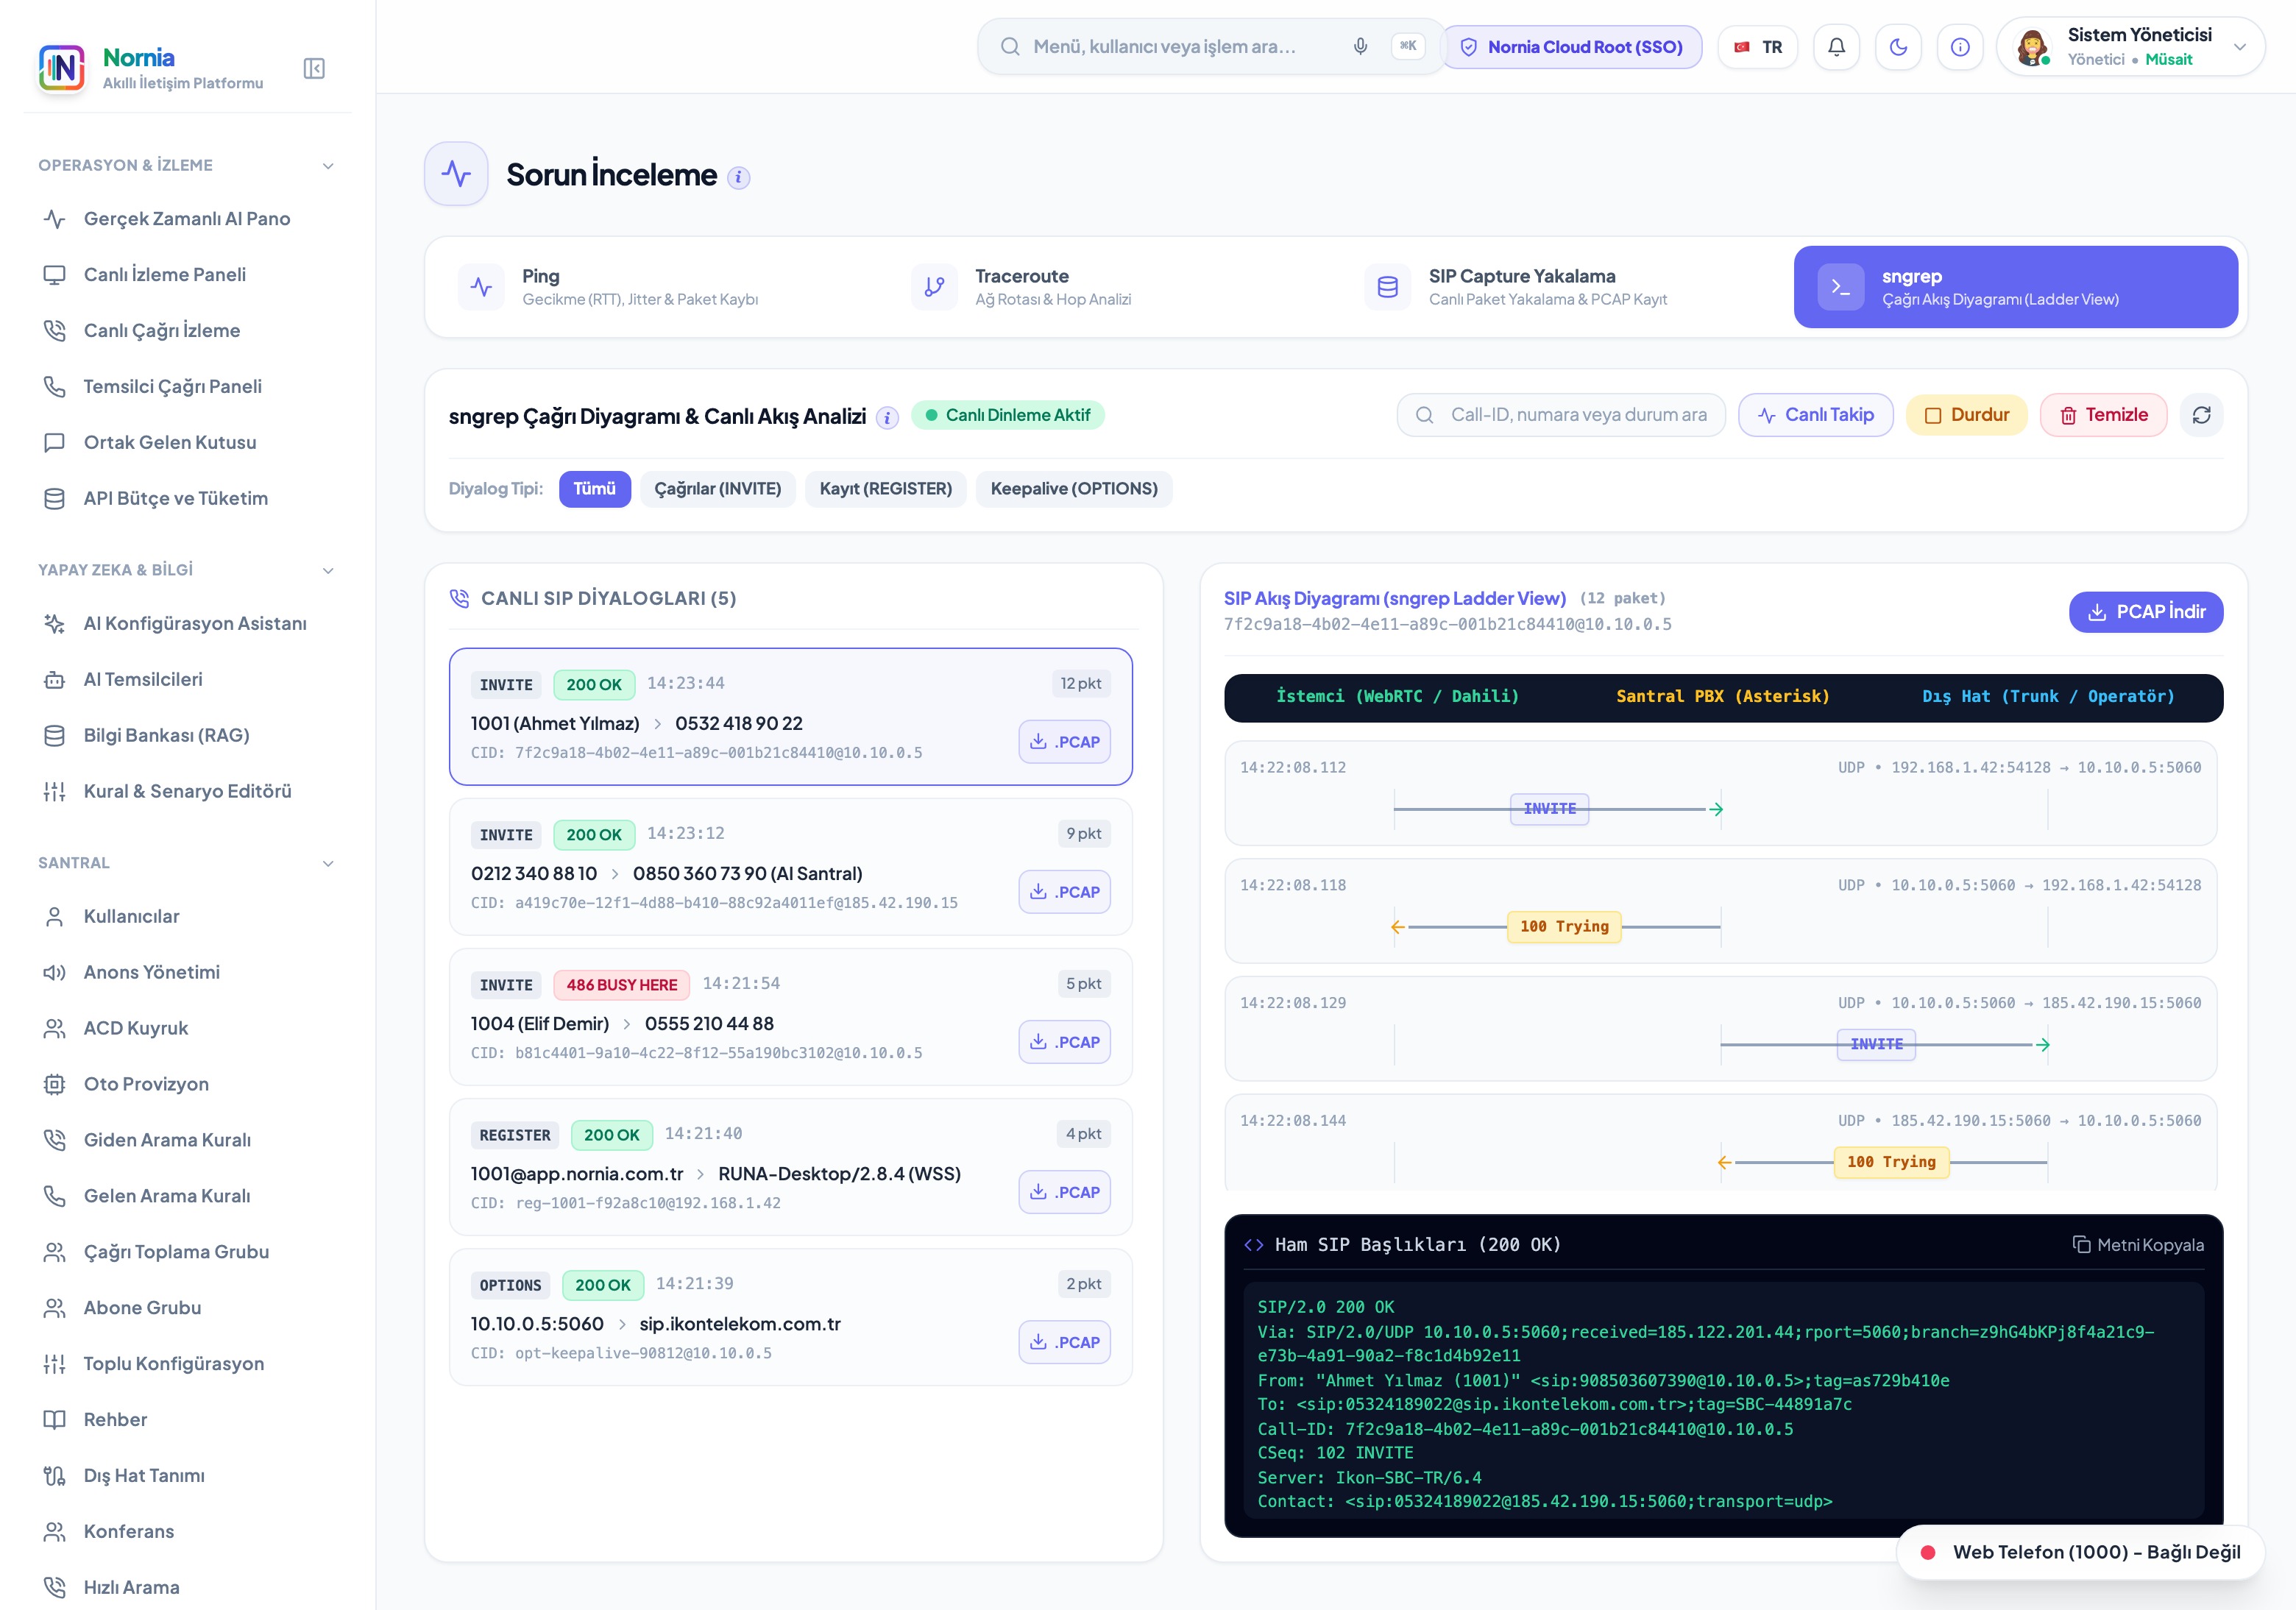 Nornia
Akıllı İletişim Platformu
Menü, kullanıcı veya işlem ara...
⌘K
Nornia Cloud Root (SSO)
TR
Sistem Yöneticisi
Yönetici • Müsait
OPERASYON & İZLEME
Gerçek Zamanlı AI Pano
Canlı İzleme Paneli
Canlı Çağrı İzleme
Temsilci Çağrı Paneli
Ortak Gelen Kutusu
API Bütçe ve Tüketim
YAPAY ZEKA & BİLGİ
AI Konfigürasyon Asistanı
AI Temsilcileri
Bilgi Bankası (RAG)
Kural & Senaryo Editörü
SANTRAL
Kullanıcılar
Anons Yönetimi
ACD Kuyruk
Oto Provizyon
Giden Arama Kuralı
Gelen Arama Kuralı
Çağrı Toplama Grubu
Abone Grubu
Toplu Konfigürasyon
Rehber
Dış Hat Tanımı
Konferans
Hızlı Arama
Sorun İnceleme i
Ping
Gecikme (RTT), Jitter & Paket Kaybı
Traceroute
Ağ Rotası & Hop Analizi
SIP Capture Yakalama
Canlı Paket Yakalama & PCAP Kayıt
sngrep
Çağrı Akış Diyagramı (Ladder View)
sngrep Çağrı Diyagramı & Canlı Akış Analizi i
Canlı Dinleme Aktif
Call-ID, numara veya durum ara
Canlı Takip
Durdur
Temizle
Diyalog Tipi:
Tümü
Çağrılar (INVITE)
Kayıt (REGISTER)
Keepalive (OPTIONS)
CANLI SIP DİYALOGLARI (5)
INVITE 200 OK 14:23:44 12 pkt
1001 (Ahmet Yılmaz) > 0532 418 90 22
CID: 7f2c9a18-4b02-4e11-a89c-001b21c84410@10.10.0.5
.PCAP
INVITE 200 OK 14:23:12 9 pkt
0212 340 88 10 > 0850 360 73 90 (AI Santral)
CID: a419c70e-12f1-4d88-b410-88c92a4011ef@185.42.190.15
.PCAP
INVITE 486 BUSY HERE 14:21:54 5 pkt
1004 (Elif Demir) > 0555 210 44 88
CID: b81c4401-9a10-4c22-8f12-55a190bc3102@10.10.0.5
.PCAP
REGISTER 200 OK 14:21:40 4 pkt
1001@app.nornia.com.tr > RUNA-Desktop/2.8.4 (WSS)
CID: reg-1001-f92a8c10@192.168.1.42
.PCAP
OPTIONS 200 OK 14:21:39 2 pkt
10.10.0.5:5060 > sip.ikontelekom.com.tr
CID: opt-keepalive-90812@10.10.0.5
.PCAP
SIP Akış Diyagramı (sngrep Ladder View) (12 paket)
7f2c9a18-4b02-4e11-a89c-001b21c84410@10.10.0.5
PCAP İndir
İstemci (WebRTC / Dahili)
Santral PBX (Asterisk)
Dış Hat (Trunk / Operatör)
14:22:08.112 UDP • 192.168.1.42:54128 → 10.10.0.5:5060
INVITE
14:22:08.118 UDP • 10.10.0.5:5060 → 192.168.1.42:54128
100 Trying
14:22:08.129 UDP • 10.10.0.5:5060 → 185.42.190.15:5060
INVITE
14:22:08.144 UDP • 185.42.190.15:5060 → 10.10.0.5:5060
100 Trying
Ham SIP Başlıkları (200 OK)
Metni Kopyala
SIP/2.0 200 OK
Via: SIP/2.0/UDP 10.10.0.5:5060;received=185.122.201.44;rport=5060;branch=z9hG4bKPj8f4a21c9-
e73b-4a91-90a2-f8c1d4b92e11
From: "Ahmet Yılmaz (1001)" <sip:908503607390@10.10.0.5>;tag=as729b410e
To: <sip:05324189022@sip.ikontelekom.com.tr>;tag=SBC-44891a7c
Call-ID: 7f2c9a18-4b02-4e11-a89c-001b21c84410@10.10.0.5
CSeq: 102 INVITE
Server: Ikon-SBC-TR/6.4
Contact: <sip:05324189022@185.42.190.15:5060;transport=udp>
Web Telefon (1000) - Bağlı Değil